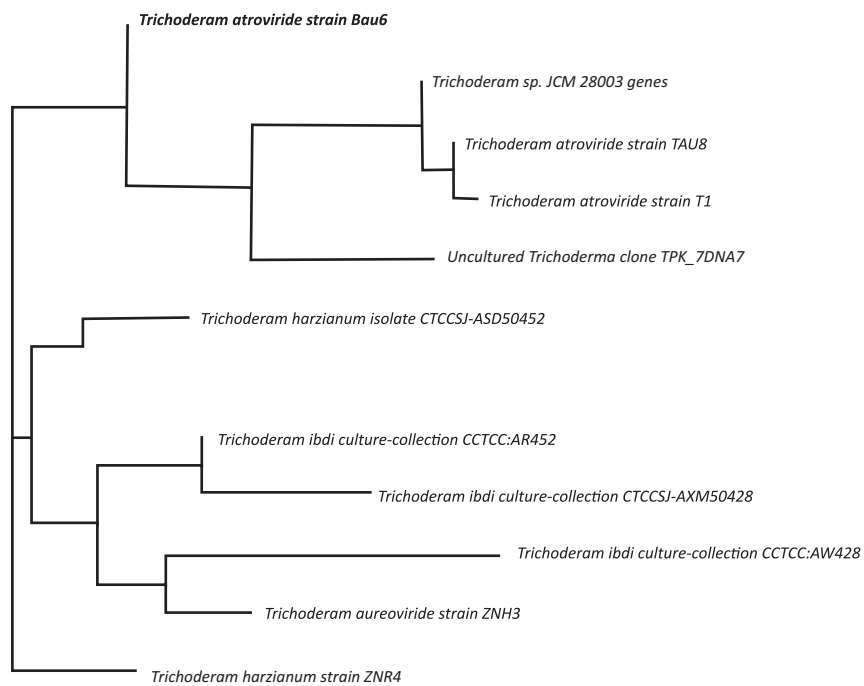 Trichoderam atroviride strain Bau6
Trichoderam sp. JCM 28003 genes
Trichoderam atroviride strain TAU8
Trichoderam atroviride strain T1
Uncultured Trichoderma clone TPK_7DNA7
Trichoderam harzianum isolate CTCCSJ-ASD50452
Trichoderam ibdi culture-collection CCTCC:AR452
Trichoderam ibdi culture-collection CTCCSJ-AXM50428
Trichoderam ibdi culture-collection CCTCC:AW428
Trichoderam aureoviride strain ZNH3
Trichoderam harzianum strain ZNR4